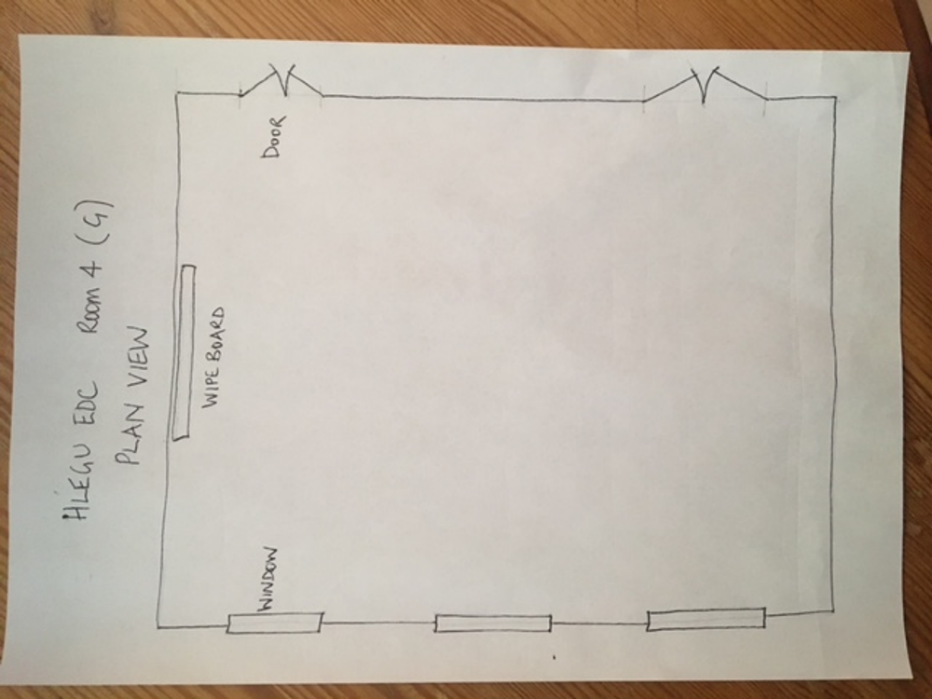 HLEGU EDC Room 4 (G)
PLAN VIEW
WIPE BOARD
WINDOW
DOOR